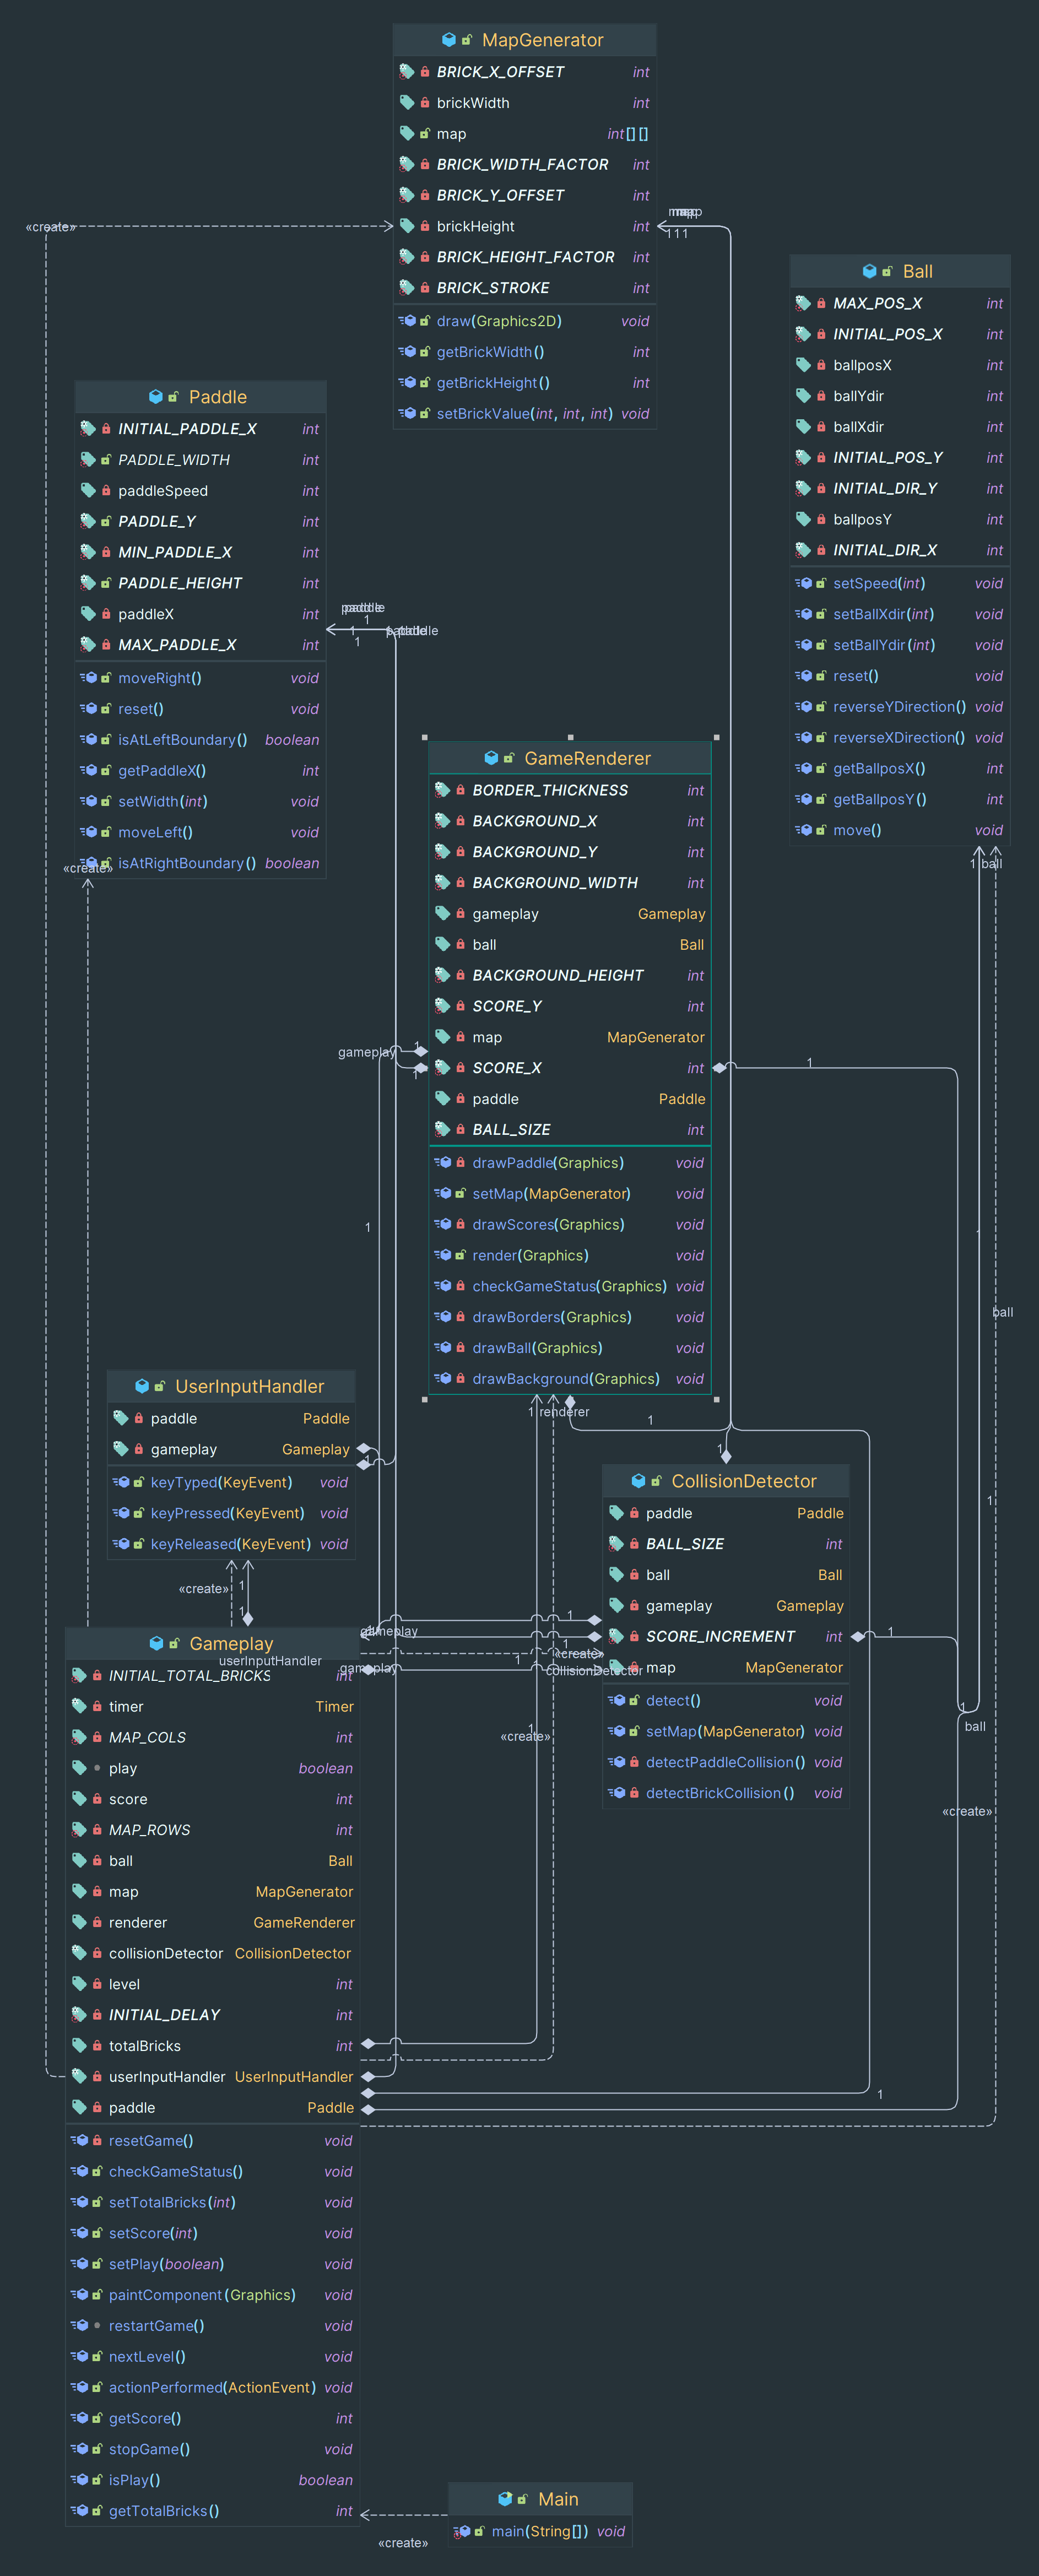 MapGenerator
BRICK_X_OFFSET int
brickWidth int
map int[][]
BRICK_WIDTH_FACTOR int
BRICK_Y_OFFSET int
brickHeight int
BRICK_HEIGHT_FACTOR int
BRICK_STROKE int
draw(Graphics2D) void
getBrickWidth() int
getBrickHeight() int
setBrickValue(int, int, int) void
«create»
map
1 1 1
Ball
MAX_POS_X int
INITIAL_POS_X int
ballposX int
ballYdir int
ballXdir int
INITIAL_POS_Y int
INITIAL_DIR_Y int
ballposY int
INITIAL_DIR_X int
setSpeed(int) void
setBallXdir(int) void
setBallYdir(int) void
reset() void
reverseYDirection() void
reverseXDirection() void
getBallposX() int
getBallposY() int
move() void
1 ball
Paddle
INITIAL_PADDLE_X int
PADDLE_WIDTH int
paddleSpeed int
PADDLE_Y int
MIN_PADDLE_X int
PADDLE_HEIGHT int
paddleX int
MAX_PADDLE_X int
moveRight() void
reset() void
isAtLeftBoundary() boolean
getPaddleX() int
setWidth(int) void
moveLeft() void
isAtRightBoundary() boolean
«create»
paddle
1
1 paddle
1
GameRenderer
BORDER_THICKNESS int
BACKGROUND_X int
BACKGROUND_Y int
BACKGROUND_WIDTH int
gameplay Gameplay
ball Ball
BACKGROUND_HEIGHT int
SCORE_Y int
map MapGenerator
SCORE_X int
paddle Paddle
BALL_SIZE int
drawPaddle(Graphics) void
setMap(MapGenerator) void
drawScores(Graphics) void
render(Graphics) void
checkGameStatus(Graphics) void
drawBorders(Graphics) void
drawBall(Graphics) void
drawBackground(Graphics) void
gameplay 1
1
1
1
ball
1 renderer
1
1
UserInputHandler
paddle Paddle
gameplay Gameplay
keyTyped(KeyEvent) void
keyPressed(KeyEvent) void
keyReleased(KeyEvent) void
1
«create» 1
1
CollisionDetector
paddle Paddle
BALL_SIZE int
ball Ball
gameplay Gameplay
SCORE_INCREMENT int
map MapGenerator
detect() void
setMap(MapGenerator) void
detectPaddleCollision() void
detectBrickCollision() void
1
1
1
1
1
gameplay
gameplay
«create»
collisionDetector
userInputHandler
1
1
«create»
1
ball
«create»
1
Gameplay
INITIAL_TOTAL_BRICKS int
timer Timer
MAP_COLS int
play boolean
score int
MAP_ROWS int
ball Ball
map MapGenerator
renderer GameRenderer
collisionDetector CollisionDetector
level int
INITIAL_DELAY int
totalBricks int
userInputHandler UserInputHandler
paddle Paddle
resetGame() void
checkGameStatus() void
setTotalBricks(int) void
setScore(int) void
setPlay(boolean) void
paintComponent(Graphics) void
restartGame() void
nextLevel() void
actionPerformed(ActionEvent) void
getScore() int
stopGame() void
isPlay() boolean
getTotalBricks() int
Main
main(String[]) void
«create»